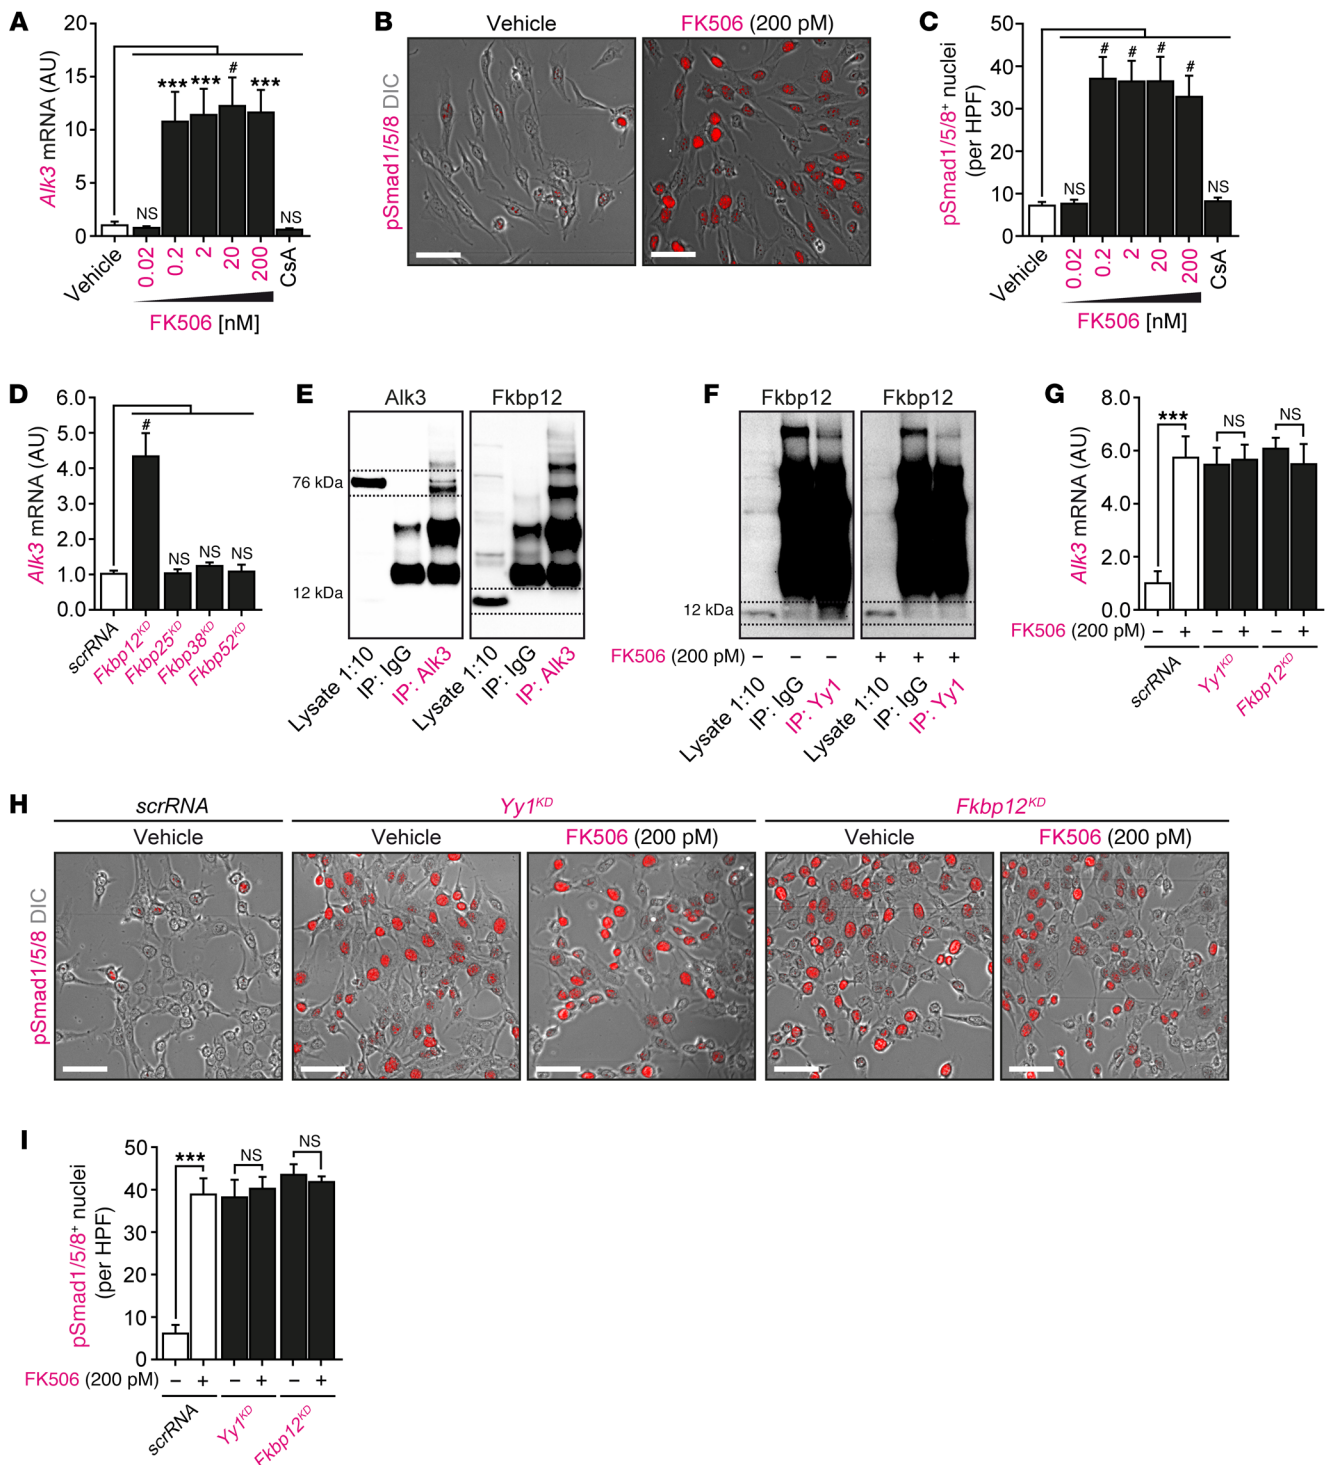 A
Alk3 mRNA (AU)
20
15
10
5
0
NS
***
***
#
***
NS
Vehicle
0.02
0.2
2
20
200
CsA
FK506 [nM]
B
Vehicle
FK506 (200 pM)
pSmad1/5/8 DIC
C
pSmad1/5/8+ nuclei
(per HPF)
50
40
30
20
10
0
NS
#
#
#
#
NS
Vehicle
0.02
0.2
2
20
200
CsA
FK506 [nM]
D
Alk3 mRNA (AU)
6.0
5.0
4.0
3.0
2.0
1.0
0.0
#
NS
NS
NS
scrRNA
Fkbp12KD
Fkbp25KD
Fkbp38KD
Fkbp52KD
E
Alk3
Fkbp12
76 kDa
12 kDa
Lysate 1:10
IP: IgG
IP: Alk3
Lysate 1:10
IP: IgG
IP: Alk3
F
Fkbp12
Fkbp12
12 kDa
FK506 (200 pM) – – – + + +
Lysate 1:10
IP: IgG
IP: Yy1
Lysate 1:10
IP: IgG
IP: Yy1
G
Alk3 mRNA (AU)
8.0
6.0
4.0
2.0
0.0
***
NS
NS
FK506 (200 pM) – + – + – +
scrRNA
Yy1KD
Fkbp12KD
H
scrRNA
Yy1KD
Fkbp12KD
Vehicle
Vehicle
FK506 (200 pM)
Vehicle
FK506 (200 pM)
pSmad1/5/8 DIC
I
pSmad1/5/8+ nuclei
(per HPF)
50
40
30
20
10
0
***
NS
NS
FK506 (200 pM) – + – + – +
scrRNA
Yy1KD
Fkbp12KD